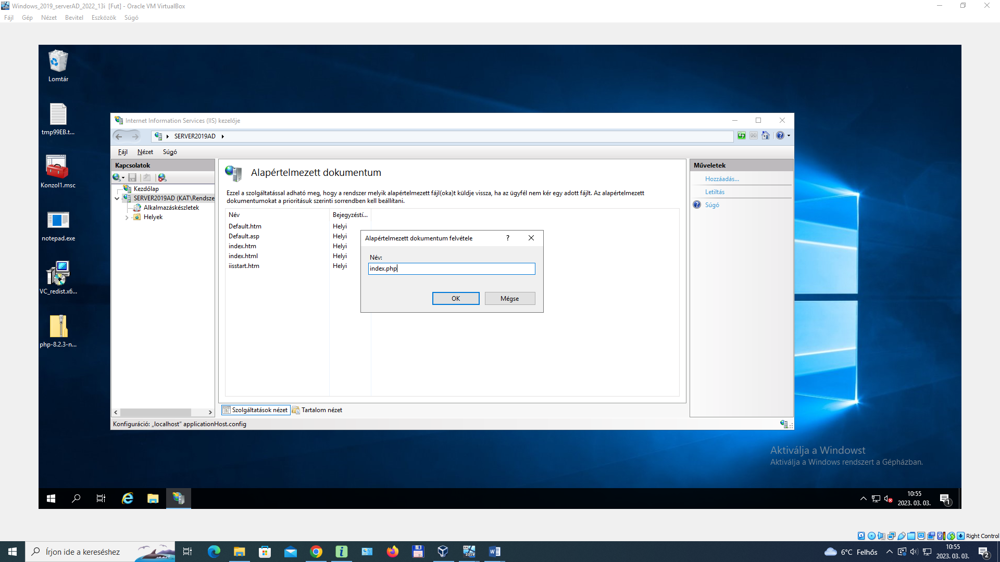 Windows_2019_serverAD_2022_13i [Fut] - Oracle VM VirtualBox
Fájl Gép Nézet Bevitel Eszközök Súgó
Lomtár
tmp99EB.t...
Konzol1.msc
notepad.exe
VC_redist.x6...
php-8.2.3-n...
Internet Information Services (IIS) kezelője
SERVER2019AD
Fájl Nézet Súgó
Kapcsolatok
Kezdőlap
SERVER2019AD (KAT\Rendsze
Alkalmazáskészletek
Helyek
Alapértelmezett dokumentum
Ezzel a szolgáltatással adható meg, hogy a rendszer melyik alapértelmezett fájl(oka)t küldje vissza, ha az ügyfél nem kér egy adott fájlt. Az alapértelmezett
dokumentumokat a prioritásuk szerinti sorrendben kell beállítani.
Név Bejegyzéstí...
Default.htm Helyi
Default.asp Helyi
index.htm Helyi
index.html Helyi
iisstart.htm Helyi
Alapértelmezett dokumentum felvétele ?
Név:
index.php
OK Mégse
Műveletek
Hozzáadás...
Letiltás
Súgó
Szolgáltatások nézet Tartalom nézet
Konfiguráció: „localhost” applicationHost.config
Aktiválja a Windowst
Aktiválja a Windows rendszert a Gépházban.
10:55
2023. 03. 03.
1
Right Control
Írjon ide a kereséshez
2019
6°C Felhős
10:55
2023. 03. 03.
2